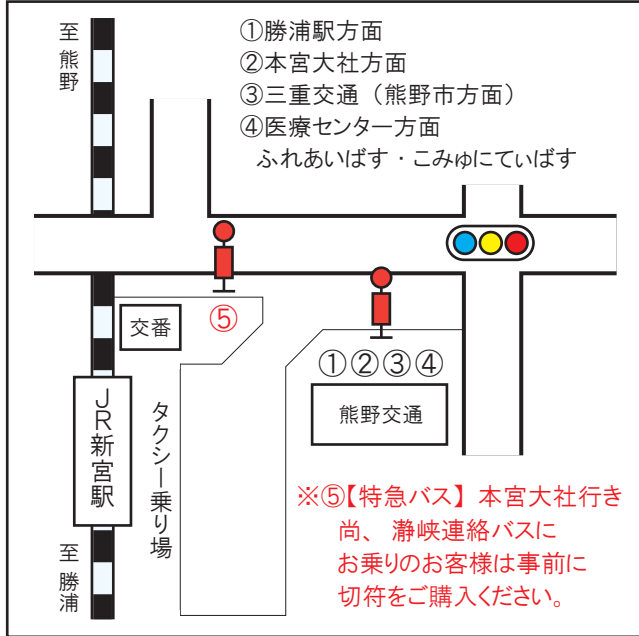 至熊野
①勝浦駅方面
②本宮大社方面
③三重交通（熊野市方面）
④医療センター方面
ふれあいばす・こみゅにてぃばす
交番
⑤
①②③④
熊野交通
JR新宮駅
タクシー乗り場
至勝浦
※⑤【特急バス】本宮大社行き
尚、瀞峡連絡バスに
お乗りのお客様は事前に
切符をご購入ください。